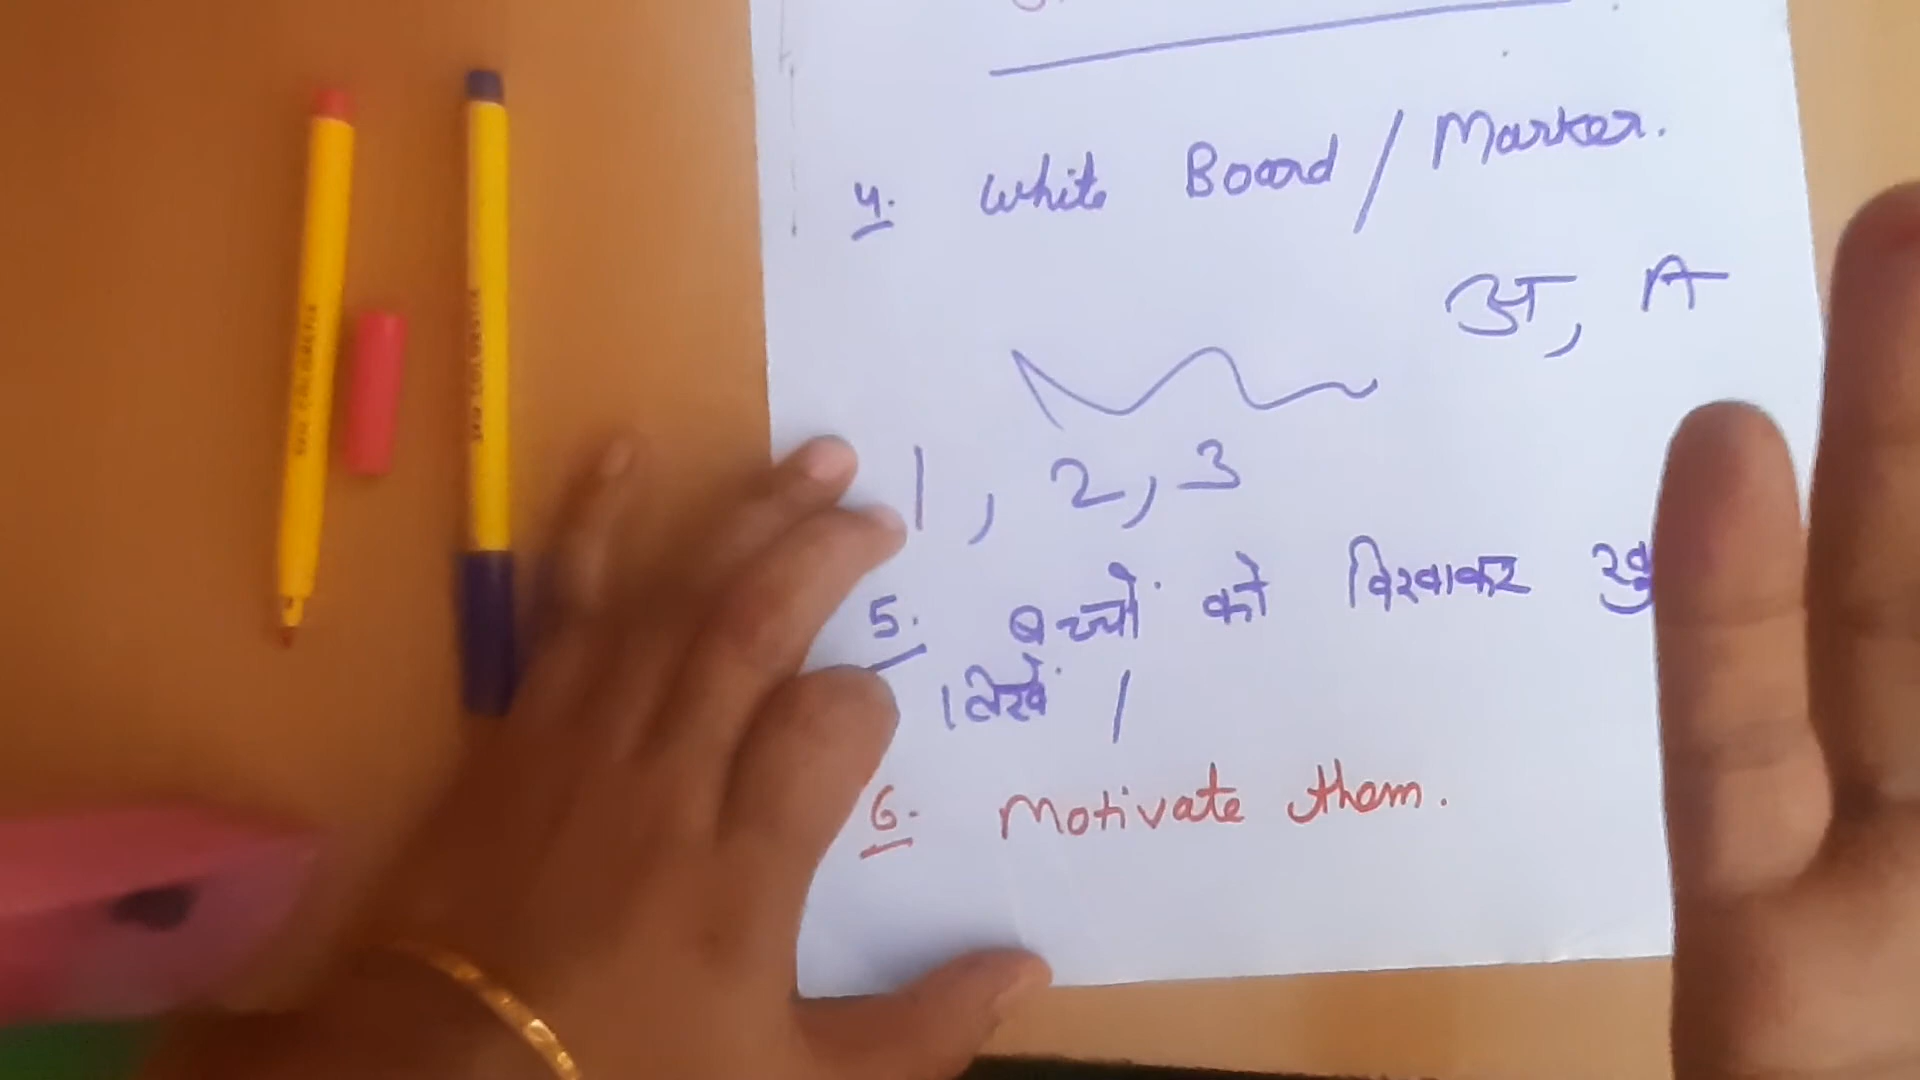 4. White Board / Marker.
अ, A
1, 2, 3
5. बच्चों को दिखाकर
लिखें |
6. Motivate them.